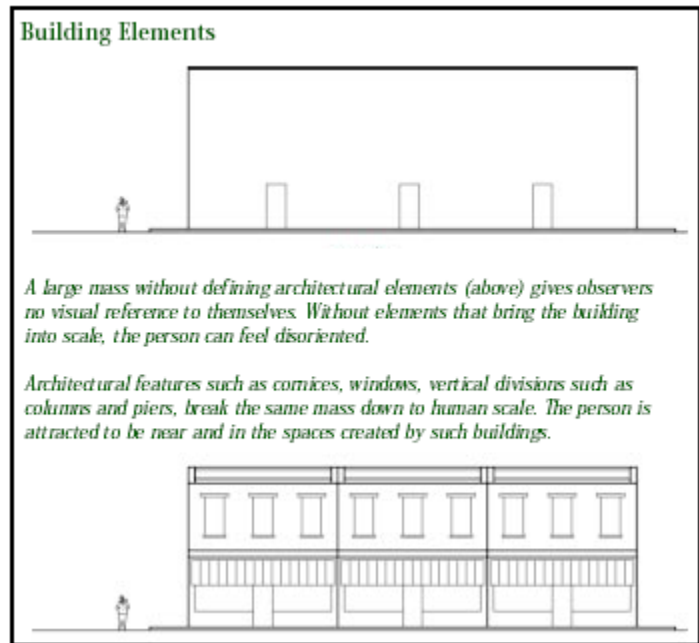 Building Elements
A large mass without defining architectural elements (above) gives observers
no visual reference to themselves. Without elements that bring the building
into scale, the person can feel disoriented.
Architectural features such as cornices, windows, vertical divisions such as
columns and piers, break the same mass down to human scale. The person is
attracted to be near and in the spaces created by such buildings.